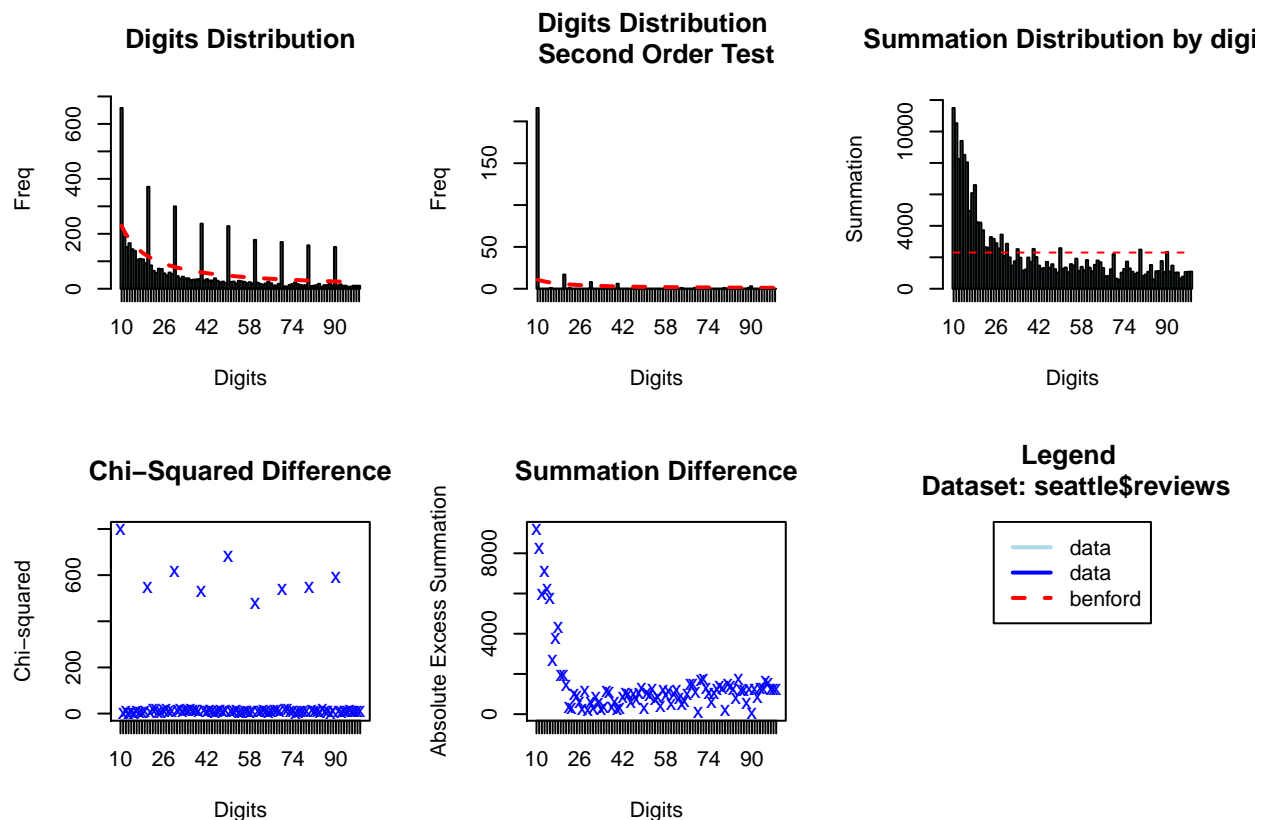 Digits Distribution
Freq
0 200 400 600
10 26 42 58 74 90
Digits
Digits Distribution
Second Order Test
Freq
0 50 150
10 26 42 58 74 90
Digits
Summation Distribution by digi
Summation
0 4000 10000
10 26 42 58 74 90
Digits
Chi−Squared Difference
Chi−squared
0 200 600
10 26 42 58 74 90
Digits
Summation Difference
Absolute Excess Summation
0 4000 8000
10 26 42 58 74 90
Digits
Legend
Dataset: seattle$reviews
data
data
benford